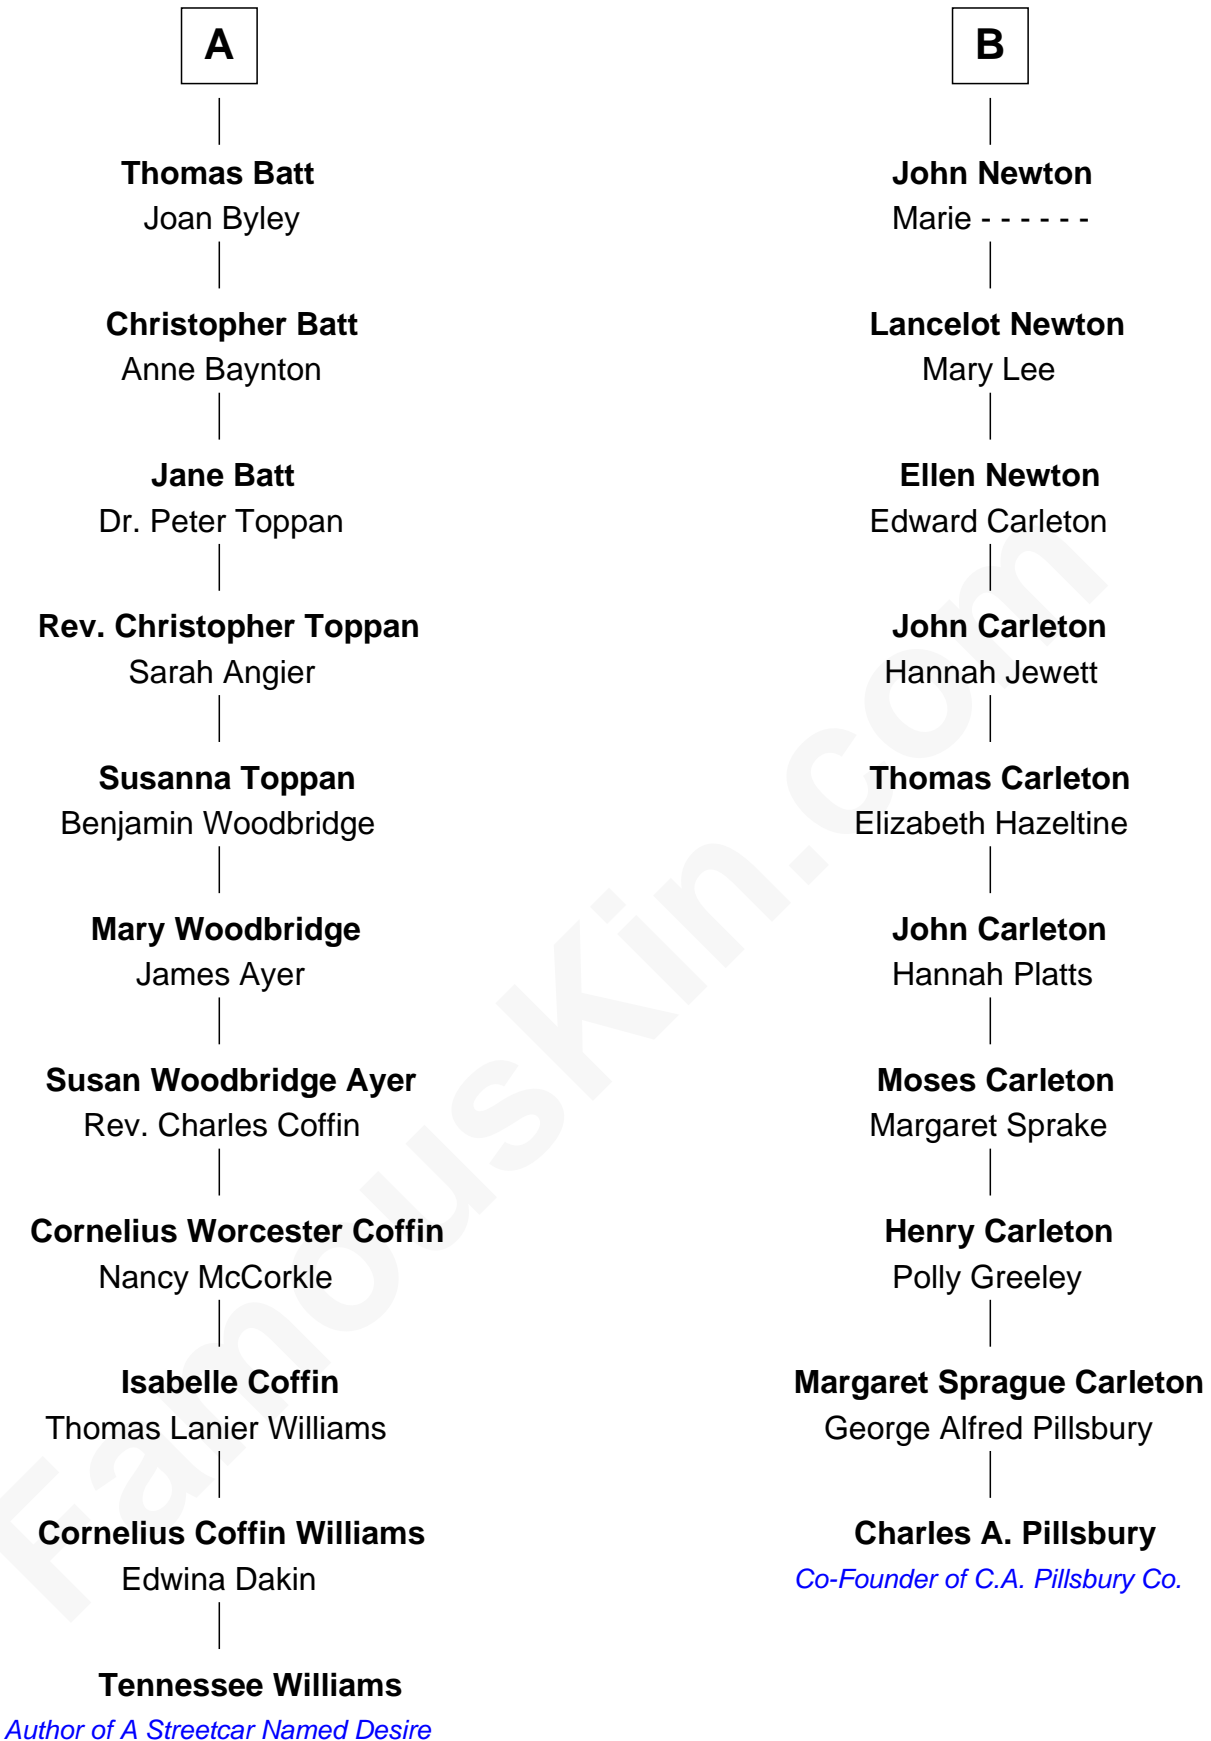 A
Thomas Batt
Joan Byley
Christopher Batt
Anne Baynton
Jane Batt
Dr. Peter Toppan
Rev. Christopher Toppan
Sarah Angier
Susanna Toppan
Benjamin Woodbridge
Mary Woodbridge
James Ayer
Susan Woodbridge Ayer
Rev. Charles Coffin
Cornelius Worcester Coffin
Nancy McCorkle
Isabelle Coffin
Thomas Lanier Williams
Cornelius Coffin Williams
Edwina Dakin
Tennessee Williams
Author of A Streetcar Named Desire
B
John Newton
Marie - - - - - -
Lancelot Newton
Mary Lee
Ellen Newton
Edward Carleton
John Carleton
Hannah Jewett
Thomas Carleton
Elizabeth Hazeltine
John Carleton
Hannah Platts
Moses Carleton
Margaret Sprake
Henry Carleton
Polly Greeley
Margaret Sprague Carleton
George Alfred Pillsbury
Charles A. Pillsbury
Co-Founder of C.A. Pillsbury Co.
FamousKin.com